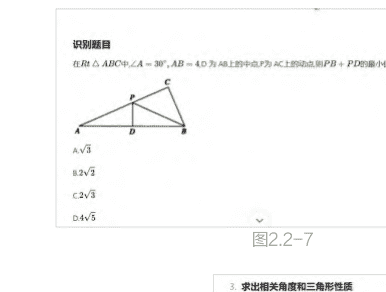 识别题目
在Rt △ ABC中,∠A = 30°, AB = 4,D 为 AB上的中点,P为 AC上的动点,则PB + PD的最小
C
P
A
D
B
A.√3
B.2√2
C.2√3
D.4√5
图2.2-7
3. 求出相关角度和三角形性质